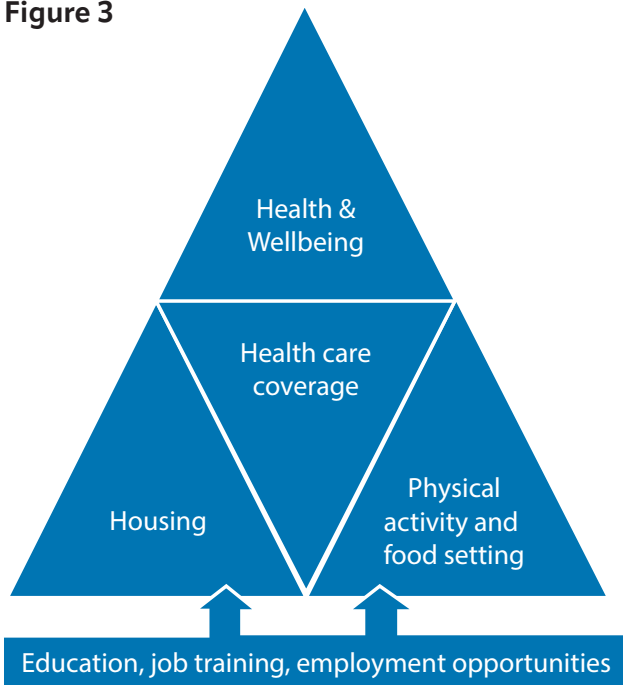 Figure 3
Health &
Wellbeing
Health care
coverage
Housing
Physical
activity and
food setting
Education, job training, employment opportunities